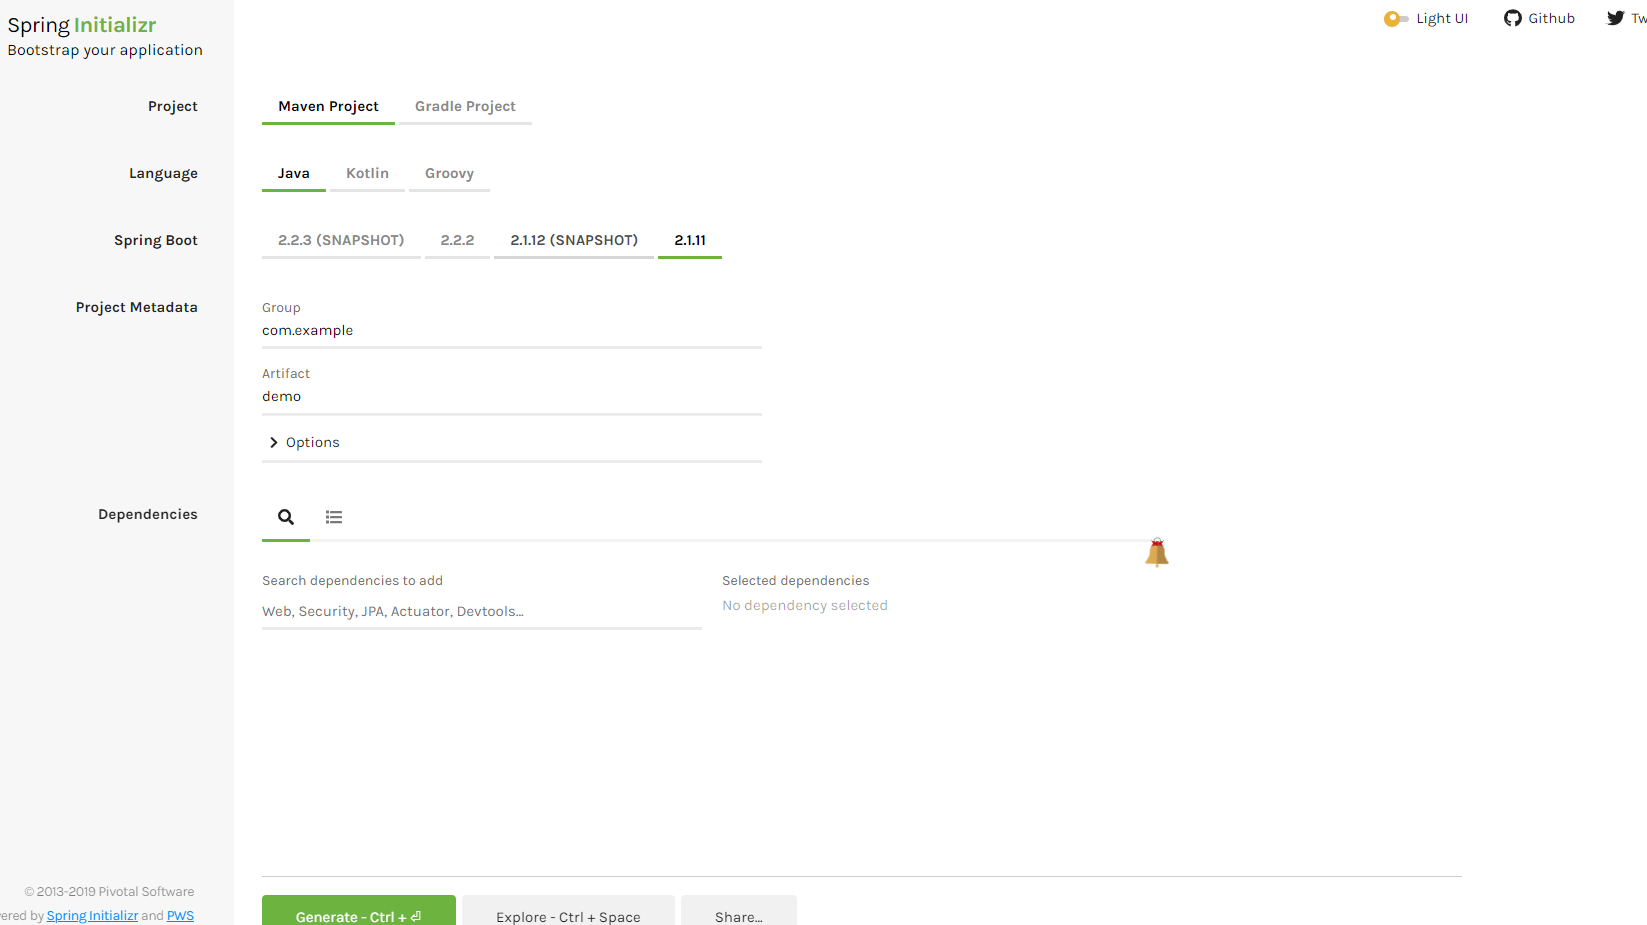 Spring Initializr
Bootstrap your application
Light UI
Github
Tw
Project
Maven Project
Gradle Project
Language
Java
Kotlin
Groovy
Spring Boot
2.2.3 (SNAPSHOT)
2.2.2
2.1.12 (SNAPSHOT)
2.1.11
Project Metadata
Group
com.example
Artifact
demo
Options
Dependencies
Search dependencies to add
Web, Security, JPA, Actuator, Devtools...
Selected dependencies
No dependency selected
© 2013-2019 Pivotal Software
vered by Spring Initializr and PWS
Generate - Ctrl + ⏎
Explore - Ctrl + Space
Share...